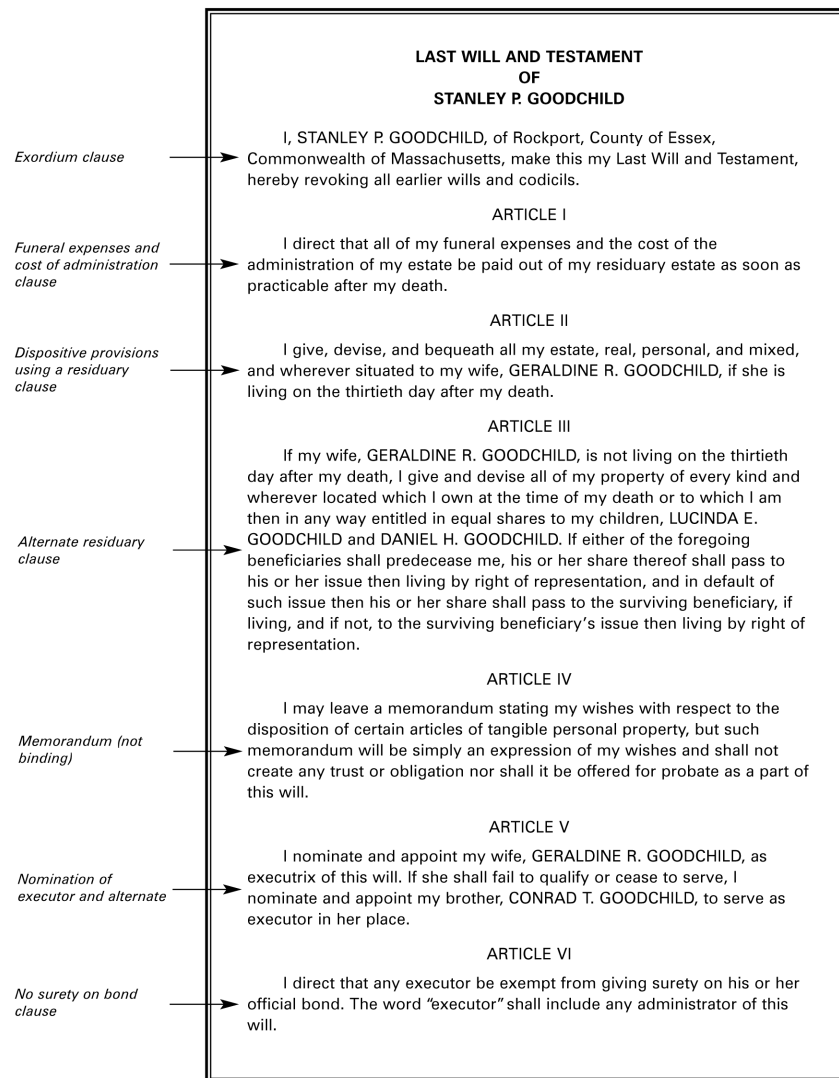 LAST WILL AND TESTAMENT
OF
STANLEY P. GOODCHILD
Exordium clause
I, STANLEY P. GOODCHILD, of Rockport, County of Essex,
Commonwealth of Massachusetts, make this my Last Will and Testament,
hereby revoking all earlier wills and codicils.
ARTICLE I
Funeral expenses and
cost of administration
clause
I direct that all of my funeral expenses and the cost of the
administration of my estate be paid out of my residuary estate as soon as
practicable after my death.
ARTICLE II
Dispositive provisions
using a residuary
clause
I give, devise, and bequeath all my estate, real, personal, and mixed,
and wherever situated to my wife, GERALDINE R. GOODCHILD, if she is
living on the thirtieth day after my death.
ARTICLE III
Alternate residuary
clause
If my wife, GERALDINE R. GOODCHILD, is not living on the thirtieth
day after my death, I give and devise all of my property of every kind and
wherever located which I own at the time of my death or to which I am
then in any way entitled in equal shares to my children, LUCINDA E.
GOODCHILD and DANIEL H. GOODCHILD. If either of the foregoing
beneficiaries shall predecease me, his or her share thereof shall pass to
his or her issue then living by right of representation, and in default of
such issue then his or her share shall pass to the surviving beneficiary, if
living, and if not, to the surviving beneficiary's issue then living by right of
representation.
ARTICLE IV
Memorandum (not
binding)
I may leave a memorandum stating my wishes with respect to the
disposition of certain articles of tangible personal property, but such
memorandum will be simply an expression of my wishes and shall not
create any trust or obligation nor shall it be offered for probate as a part of
this will.
ARTICLE V
Nomination of
executor and alternate
I nominate and appoint my wife, GERALDINE R. GOODCHILD, as
executrix of this will. If she shall fail to qualify or cease to serve, I
nominate and appoint my brother, CONRAD T. GOODCHILD, to serve as
executor in her place.
ARTICLE VI
No surety on bond
clause
I direct that any executor be exempt from giving surety on his or her
official bond. The word “executor” shall include any administrator of this
will.